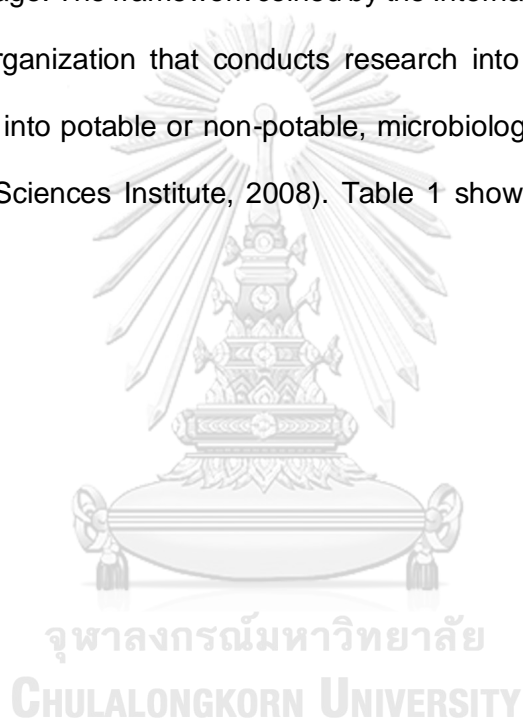 age. The framework coined by the Interna
rganization that conducts research into
into potable or non-potable, microbiolog
Sciences Institute, 2008). Table 1 show
จุฬาลงกรณ์มหาวิทยาลัย
CHULALONGKORN UNIVERSITY